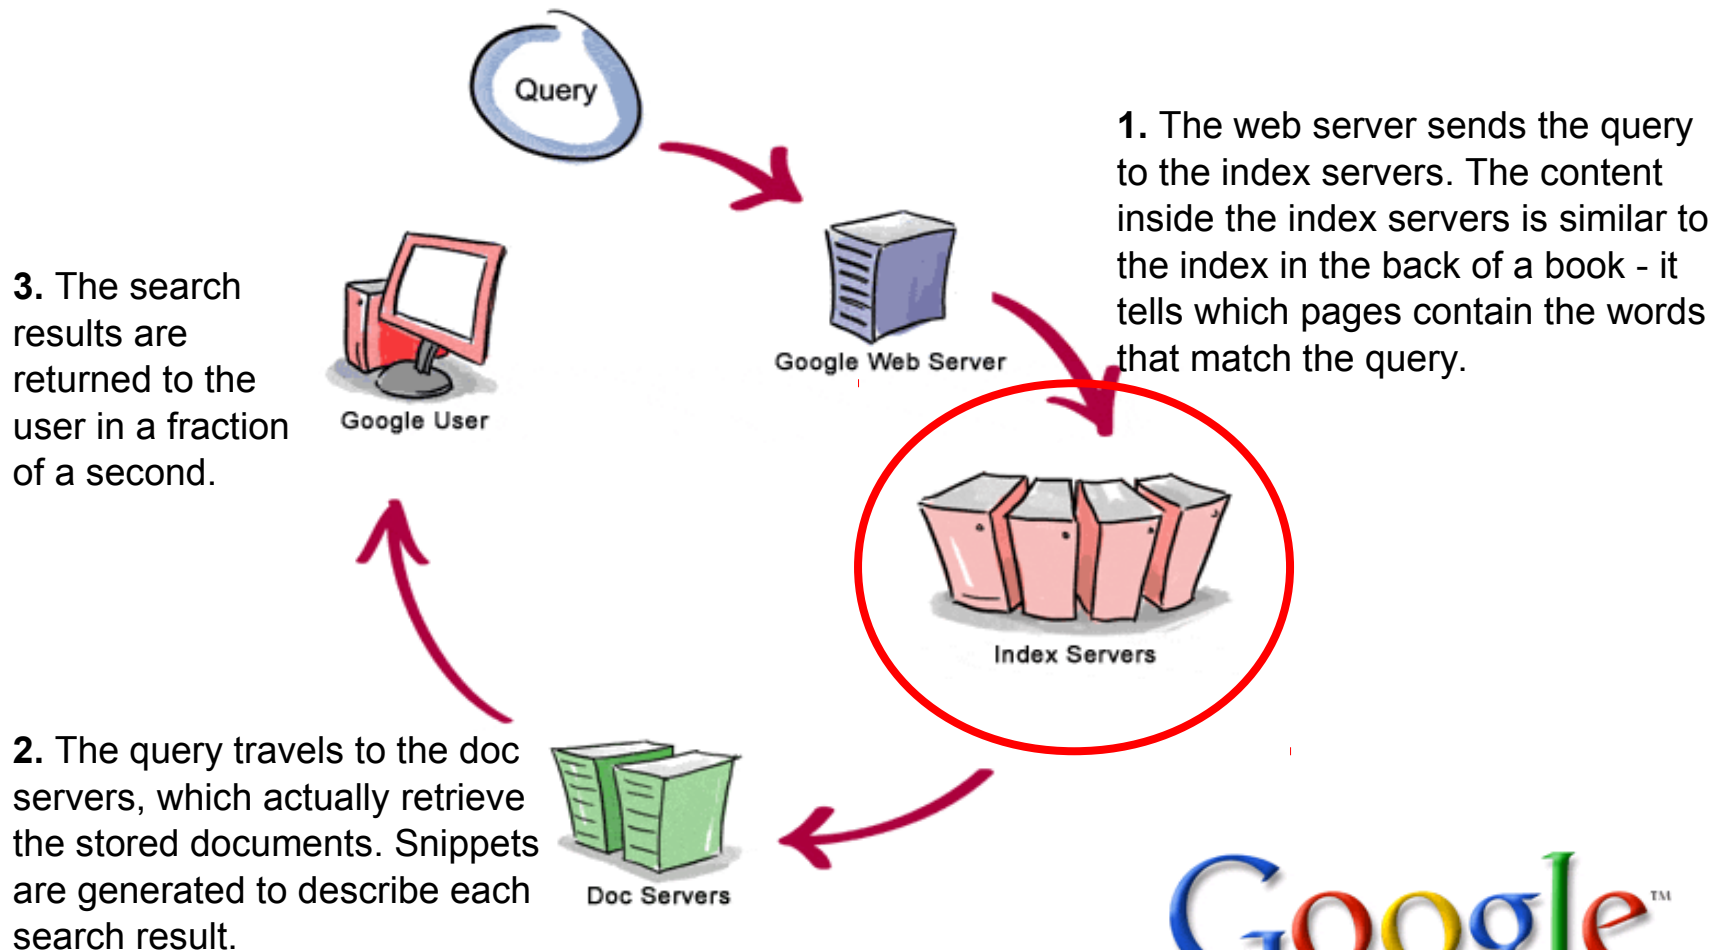 Query
1. The web server sends the query
to the index servers. The content
inside the index servers is similar to
the index in the back of a book - it
tells which pages contain the words
that match the query.
Google Web Server
3. The search
results are
returned to the
user in a fraction
of a second.
Google User
Index Servers
2. The query travels to the doc
servers, which actually retrieve
the stored documents. Snippets
are generated to describe each
search result.
Doc Servers
Google™